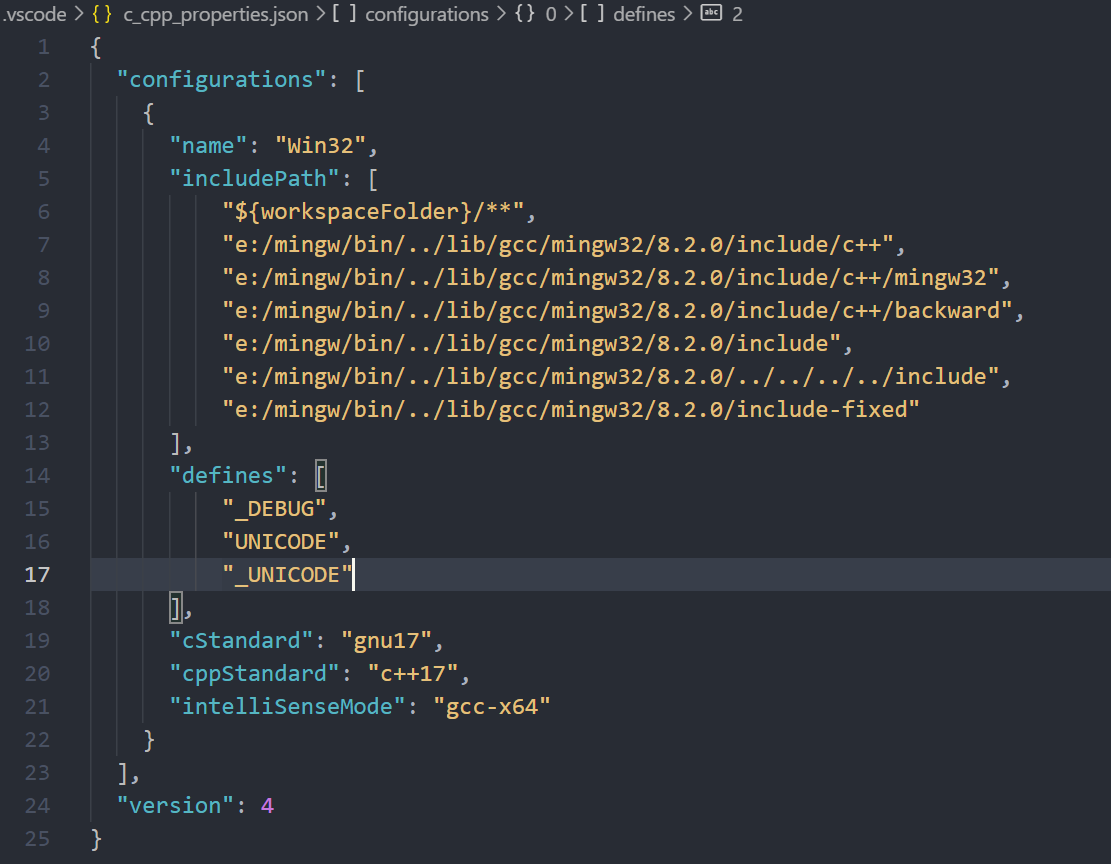 .vscode > {} c_cpp_properties.json > [ ] configurations > {} 0 > [ ] defines > abc 2
1 {
2   "configurations": [
3     {
4       "name": "Win32",
5       "includePath": [
6           "${workspaceFolder}/**",
7           "e:/mingw/bin/../lib/gcc/mingw32/8.2.0/include/c++",
8           "e:/mingw/bin/../lib/gcc/mingw32/8.2.0/include/c++/mingw32",
9           "e:/mingw/bin/../lib/gcc/mingw32/8.2.0/include/c++/backward",
10           "e:/mingw/bin/../lib/gcc/mingw32/8.2.0/include",
11           "e:/mingw/bin/../lib/gcc/mingw32/8.2.0/../../../../include",
12           "e:/mingw/bin/../lib/gcc/mingw32/8.2.0/include-fixed"
13       ],
14       "defines": [
15           "_DEBUG",
16           "UNICODE",
17           "_UNICODE"
18       ],
19       "cStandard": "gnu17",
20       "cppStandard": "c++17",
21       "intelliSenseMode": "gcc-x64"
22     }
23   ],
24   "version": 4
25 }